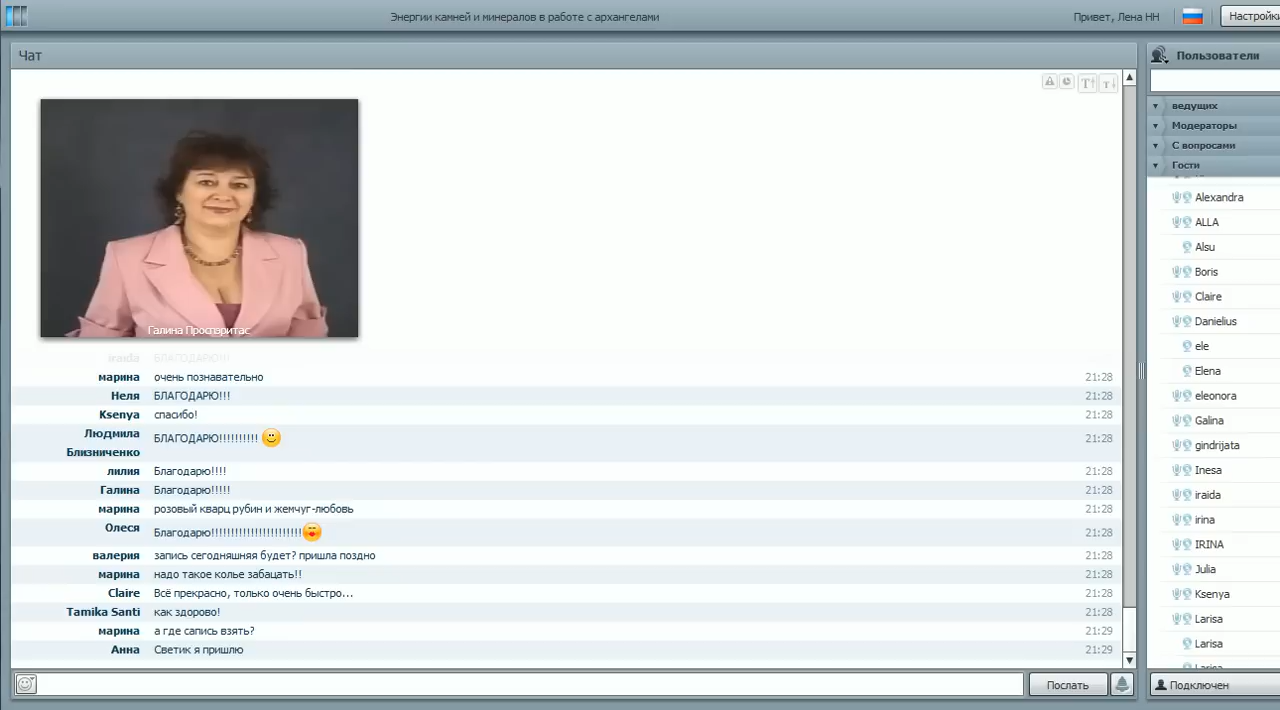 Энергии камней и минералов в работе с архангелами
Привет, Лена НН
Настройки
Чат
Пользователи
ведущих
Модераторы
С вопросами
Гости
Галина Проспэритас
iraida БЛАГОДАРЮ!!!
марина очень познавательно 21:28
Неля БЛАГОДАРЮ!!! 21:28
Ksenya спасибо! 21:28
Людмила
Близниченко БЛАГОДАРЮ!!!!!!!!!! 21:28
лилия Благодарю!!!! 21:28
Галина Благодарю!!!!! 21:28
марина розовый кварц рубин и жемчуг-любовь 21:28
Олеся Благодарю!!!!!!!!!!!!!!!!!!!!!!! 21:28
валерия запись сегодняшняя будет? пришла поздно 21:28
марина надо такое колье забацать!! 21:28
Claire Всё прекрасно, только очень быстро... 21:28
Tamika Santi как здорово! 21:28
марина а где сапись взять? 21:29
Анна Светик я пришлю 21:29
Послать
Alexandra
ALLA
Alsu
Boris
Claire
Danielius
ele
Elena
eleonora
Galina
gindrijata
Inesa
iraida
irina
IRINA
Julia
Ksenya
Larisa
Larisa
Larisa
Подключен